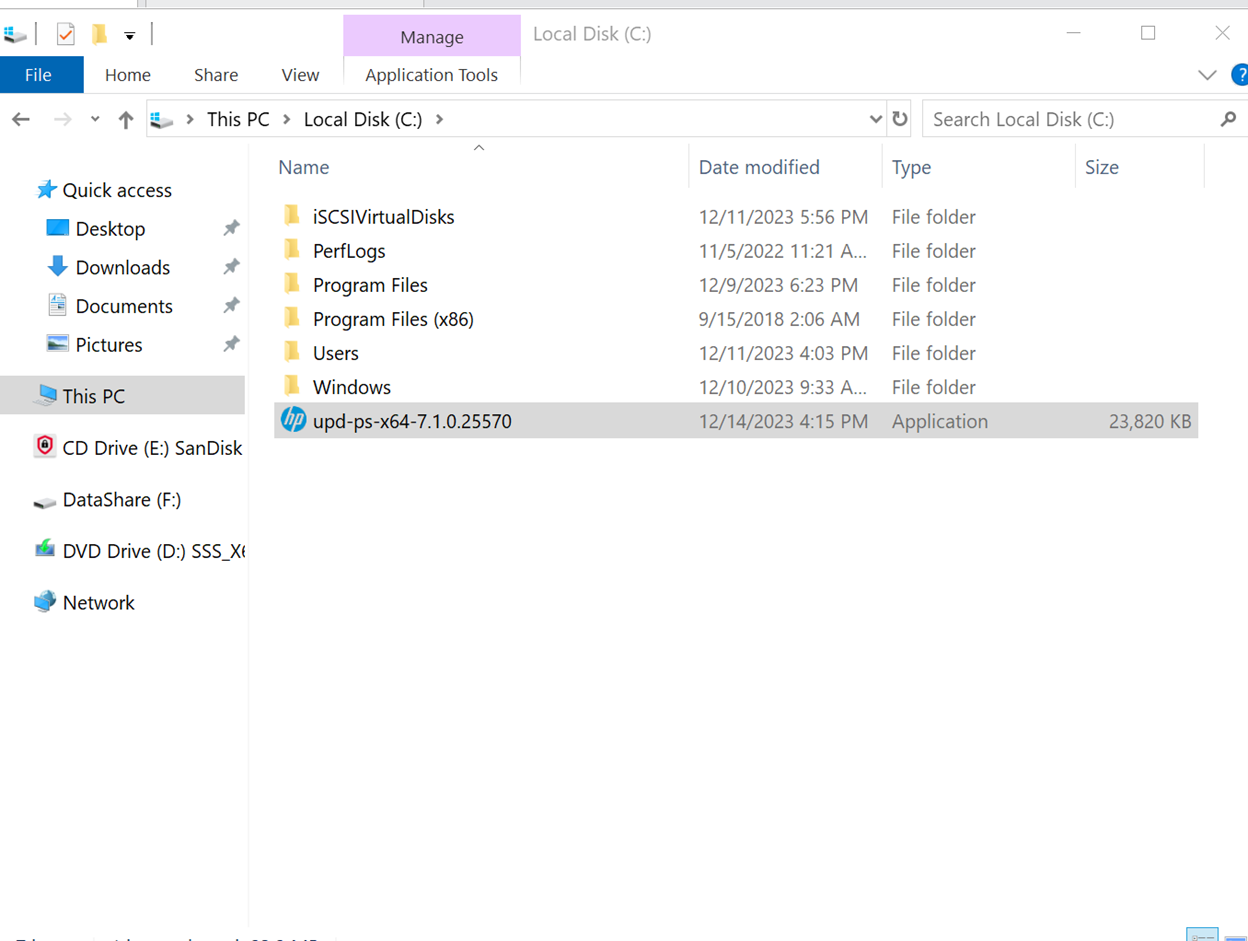 Manage
Local Disk (C:)
File
Home
Share
View
Application Tools
?
This PC
Local Disk (C:)
Search Local Disk (C:)
Name
Date modified
Type
Size
Quick access
Desktop
Downloads
Documents
Pictures
This PC
CD Drive (E:) SanDisk
DataShare (F:)
DVD Drive (D:) SSS_X6
Network
iSCSIVirtualDisks 12/11/2023 5:56 PM File folder
PerfLogs 11/5/2022 11:21 A... File folder
Program Files 12/9/2023 6:23 PM File folder
Program Files (x86) 9/15/2018 2:06 AM File folder
Users 12/11/2023 4:03 PM File folder
Windows 12/10/2023 9:33 A... File folder
hp upd-ps-x64-7.1.0.25570 12/14/2023 4:15 PM Application 23,820 KB